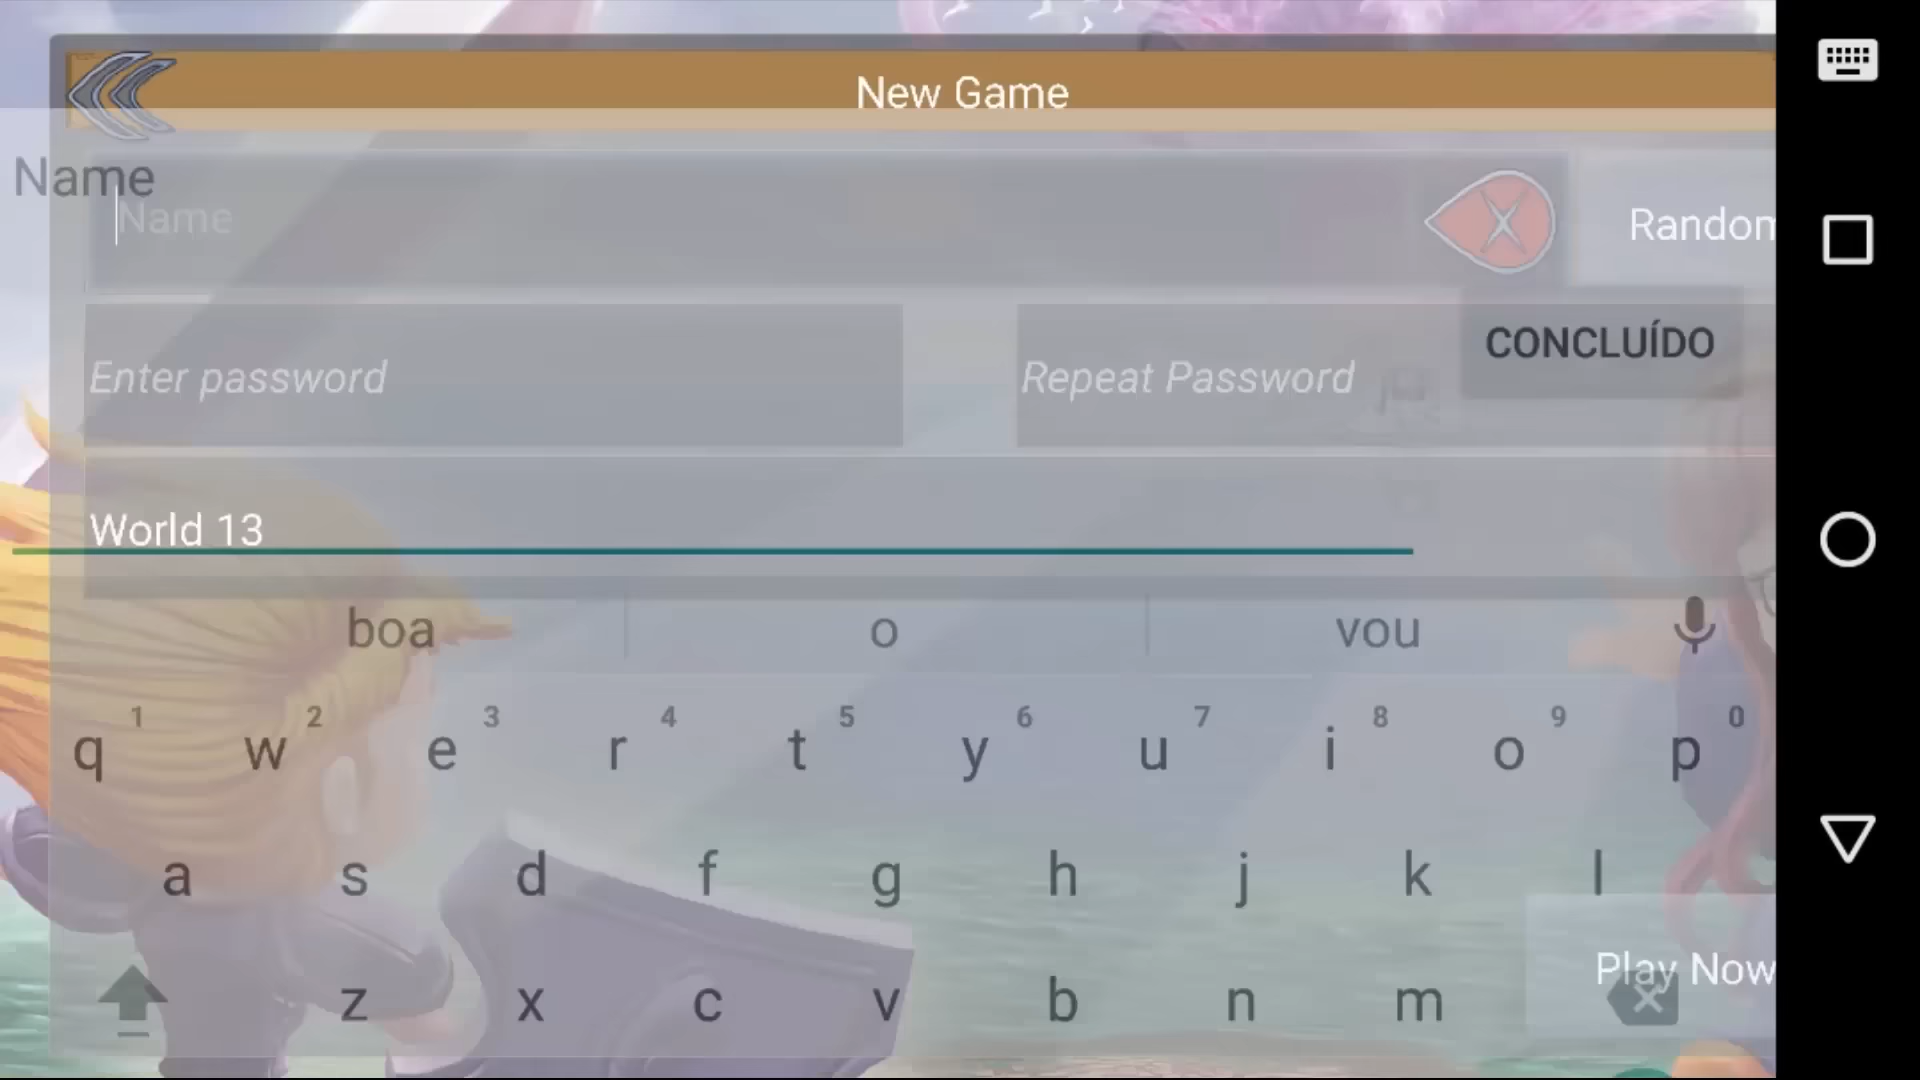 New Game
Name
Name
Random
CONCLUÍDO
Enter password
Repeat Password
World 13
boa o vou
1 2 3 4 5 6 7 8 9 0
q w e r t y u i o p
a s d f g h j k l
Play Now
z x c v b n m